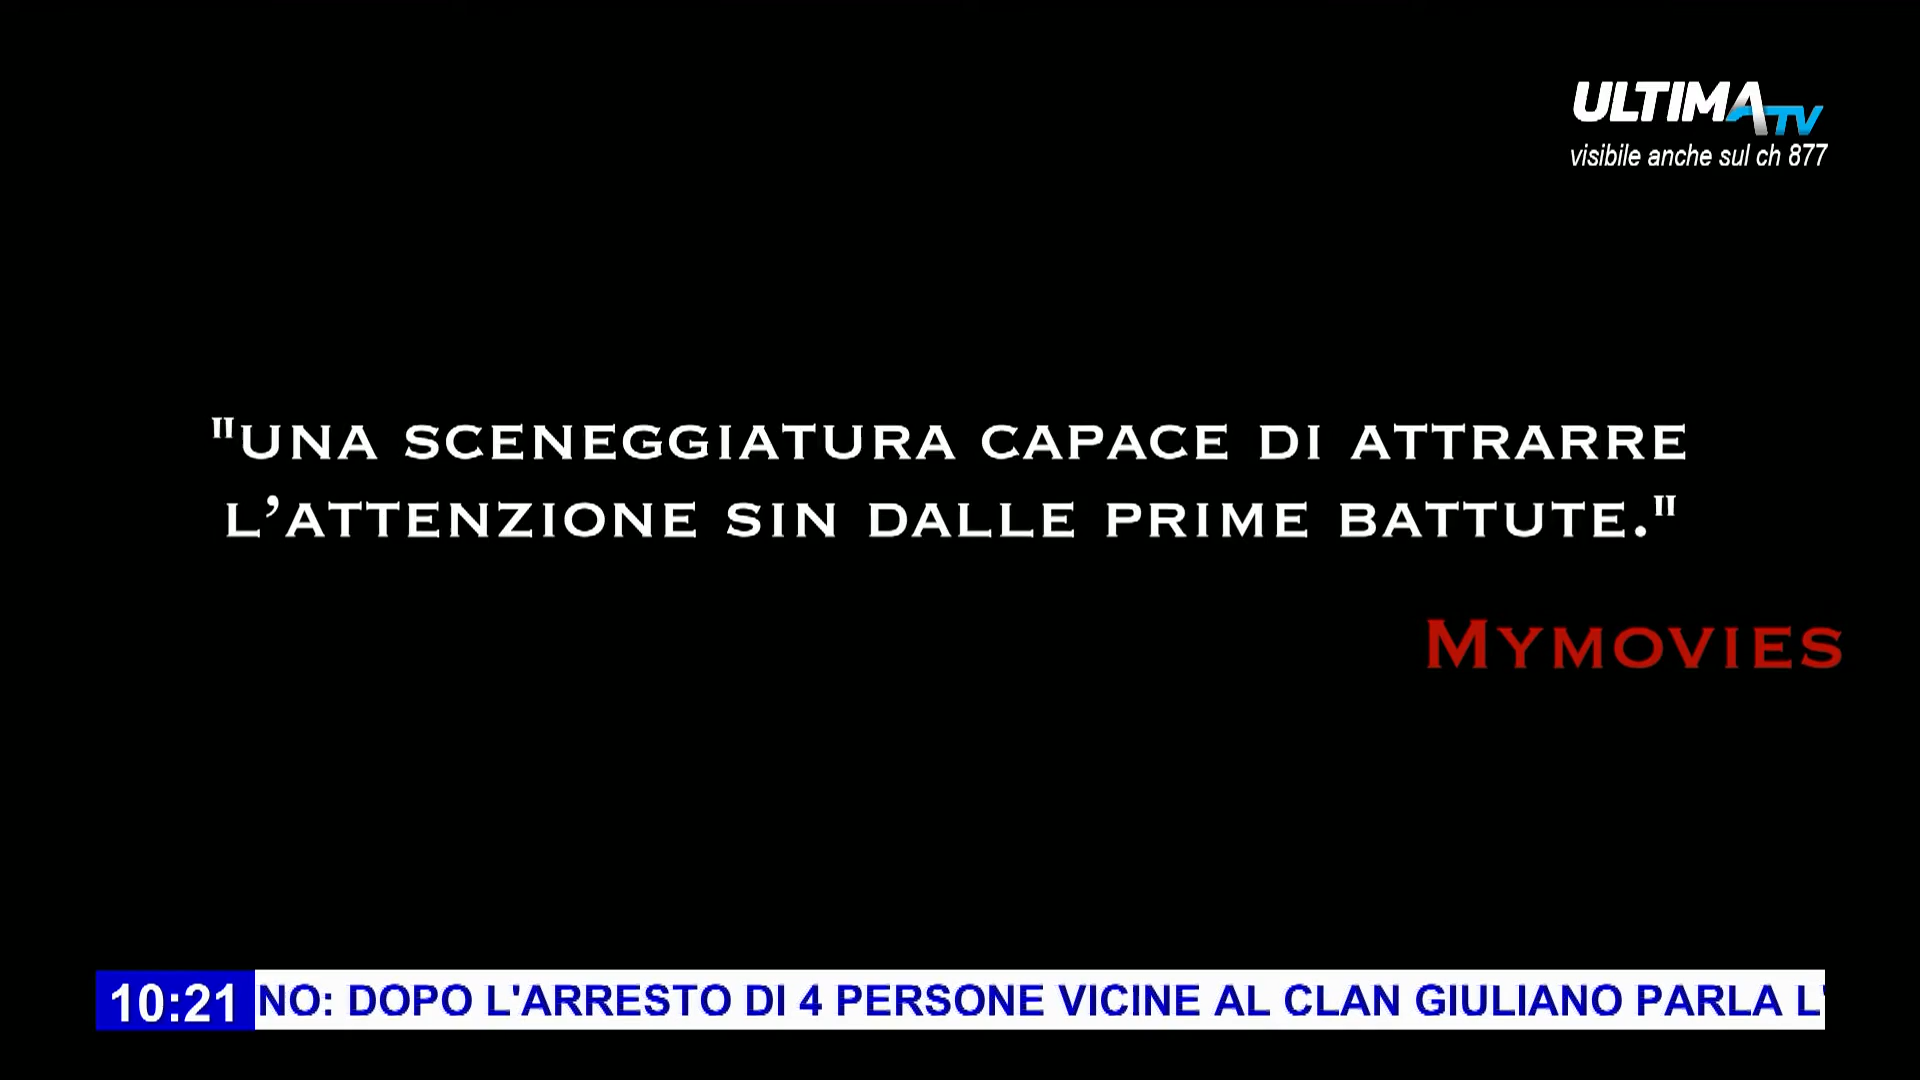 ULTIMA TV
visibile anche sul ch 877
"UNA SCENEGGIATURA CAPACE DI ATTRARRE
L'ATTENZIONE SIN DALLE PRIME BATTUTE."
MYMOVIES
10:21 NO: DOPO L'ARRESTO DI 4 PERSONE VICINE AL CLAN GIULIANO PARLA L'